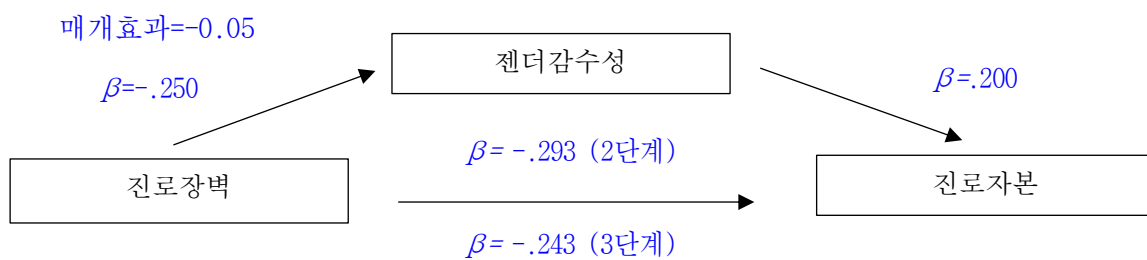 매개효과=-0.05
젠더감수성
β=-.250
β=.200
β= -.293 (2단계)
진로장벽
진로자본
β= -.243 (3단계)